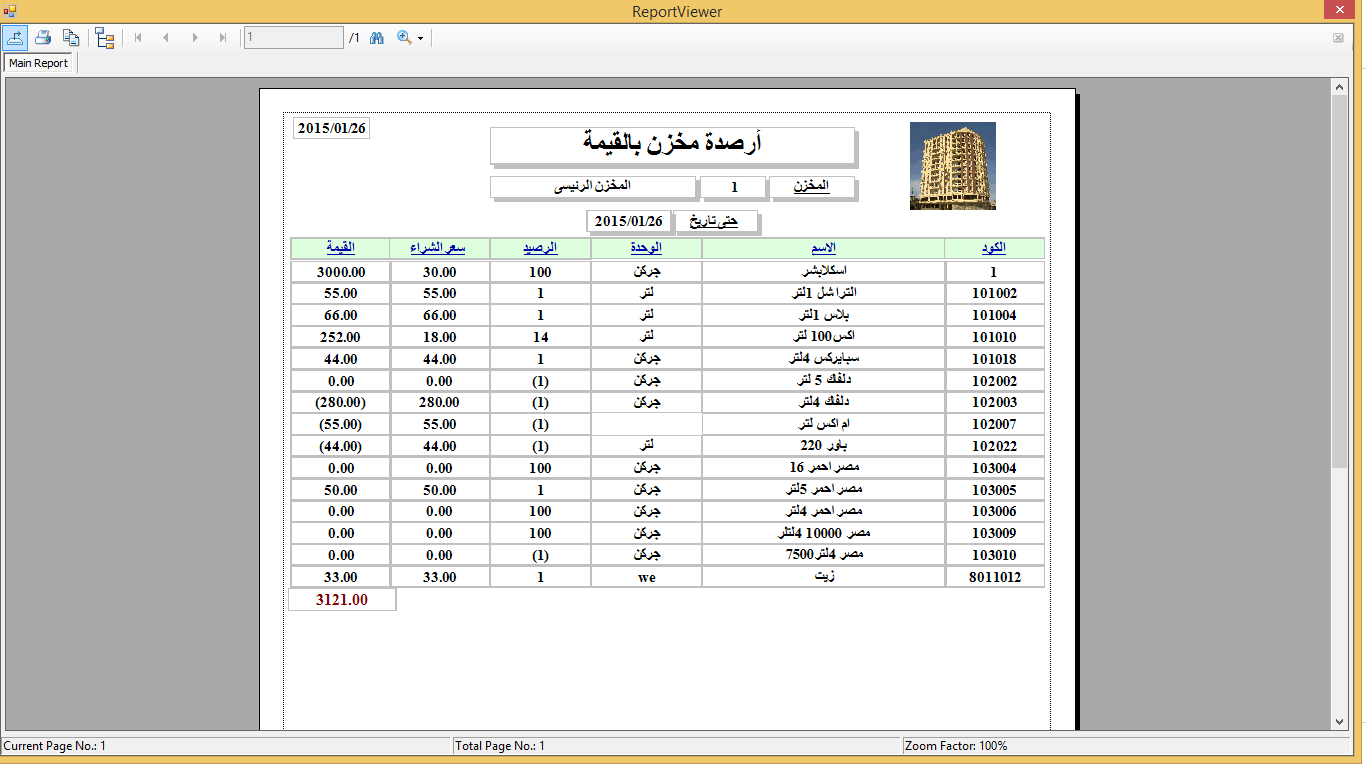 ReportViewer
1 /1
Main Report
2015/01/26
أرصدة مخزن بالقيمة
المخزن 1 المخزن الرئيسى
حتى تاريخ 2015/01/26
الكود الاسم الوحدة الرصيد سعر الشراء القيمة
1 اسكلابشر جركن 100 30.00 3000.00
101002 الترا شل 1لتر لتر 1 55.00 55.00
101004 بلاس 1لتر لتر 1 66.00 66.00
101010 اكس100 لتر لتر 14 18.00 252.00
101018 سبايركس 4لتر جركن 1 44.00 44.00
102002 دلفاك 5 لتر جركن (1) 0.00 0.00
102003 دلفاك 4لتر جركن (1) 280.00 (280.00)
102007 ام اكس لتر (1) 55.00 (55.00)
102022 باور 220 لتر (1) 44.00 (44.00)
103004 مصر احمر 16 جركن 100 0.00 0.00
103005 مصر احمر 5لتر جركن 1 50.00 50.00
103006 مصر احمر 4لتر جركن 100 0.00 0.00
103009 مصر 10000 4لتلر جركن 100 0.00 0.00
103010 مصر 4لتر7500 جركن (1) 0.00 0.00
8011012 زيت we 1 33.00 33.00
3121.00
Current Page No.: 1 Total Page No.: 1 Zoom Factor: 100%